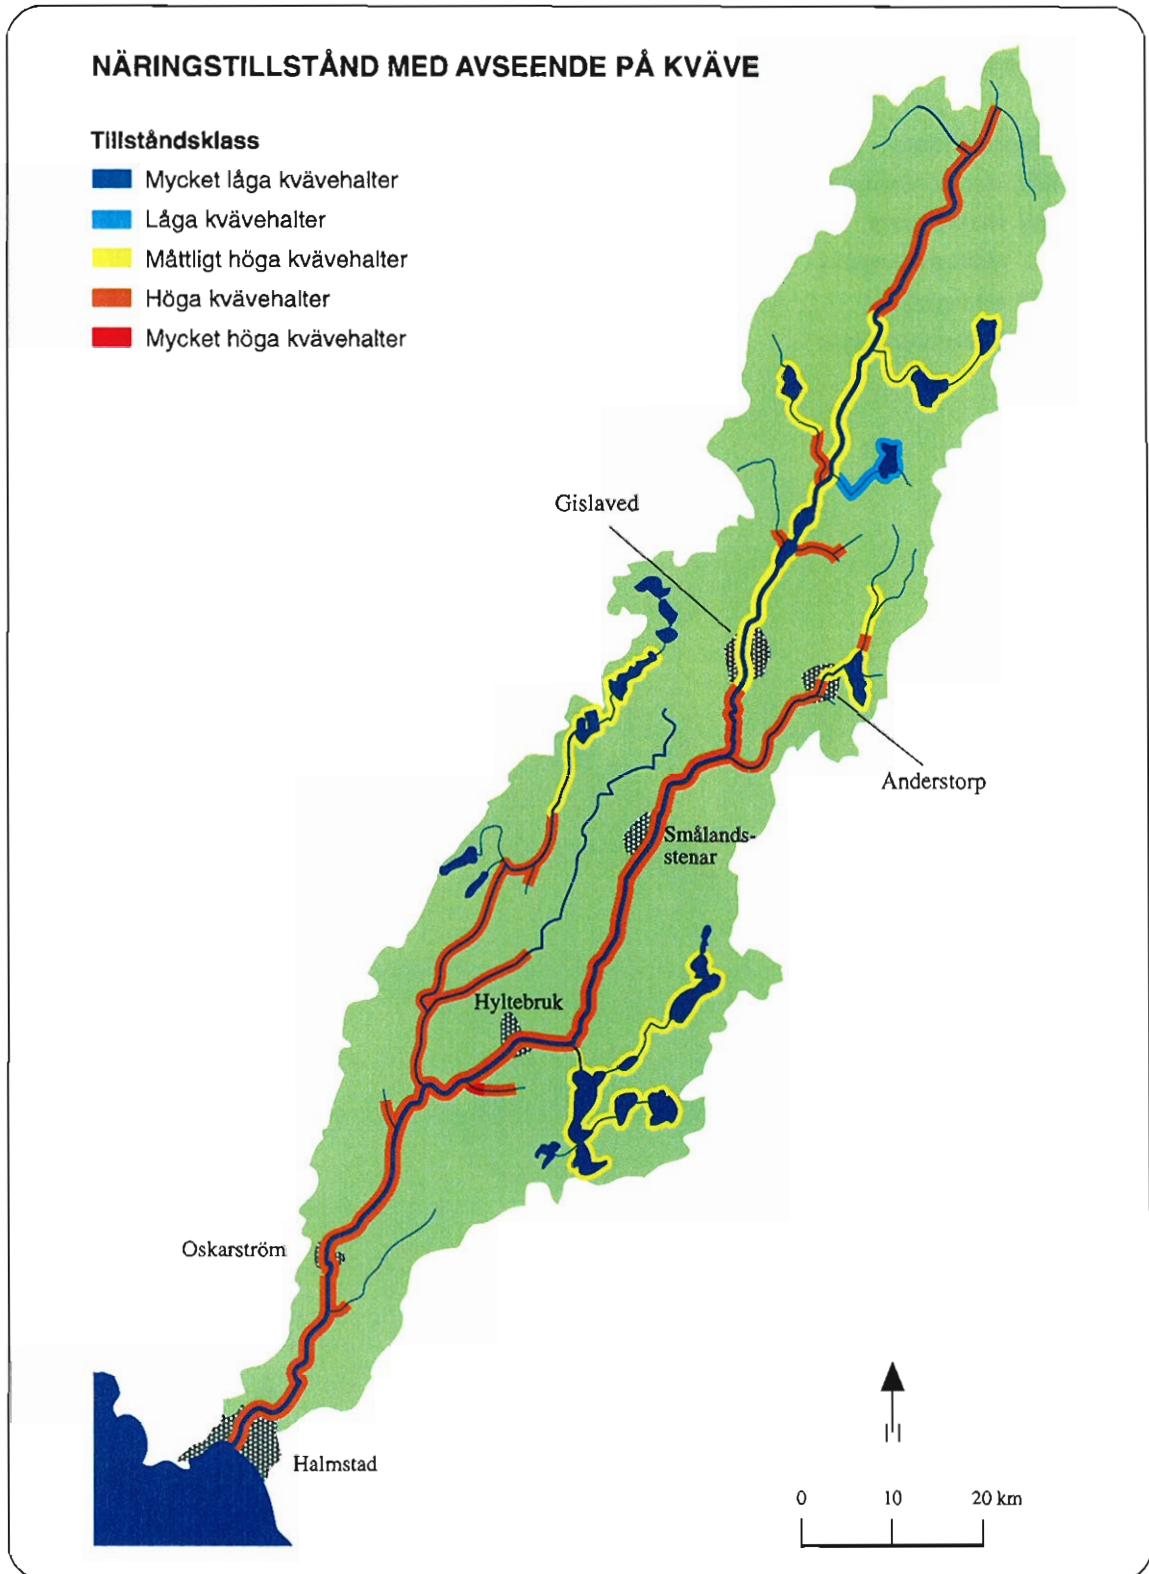 NÄRINGSTILLSTÅND MED AVSEENDE PÅ KVÄVE
Tillståndsklass
Mycket låga kvävehalter
Låga kvävehalter
Måttligt höga kvävehalter
Höga kvävehalter
Mycket höga kvävehalter
Gislaved
Anderstorp
Smålands-
stenar
Hyltebruk
Oskarström
Halmstad
0 10 20 km